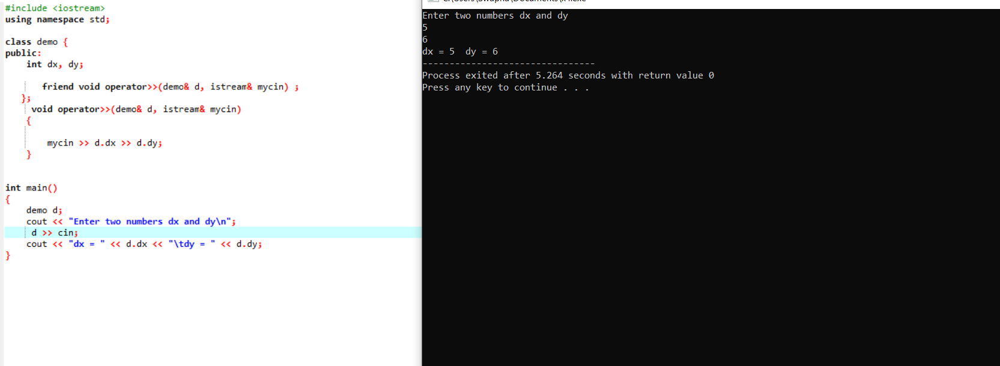 #include <iostream>
using namespace std;
class demo {
public:
int dx, dy;
friend void operator>>(demo& d, istream& mycin) ;
};
void operator>>(demo& d, istream& mycin)
{
mycin >> d.dx >> d.dy;
}
int main()
{
demo d;
cout << "Enter two numbers dx and dy\n";
d >> cin;
cout << "dx = " << d.dx << "\tdy = " << d.dy;
}
Enter two numbers dx and dy
5
6
dx = 5  dy = 6
--------------------------------
Process exited after 5.264 seconds with return value 0
Press any key to continue . . .